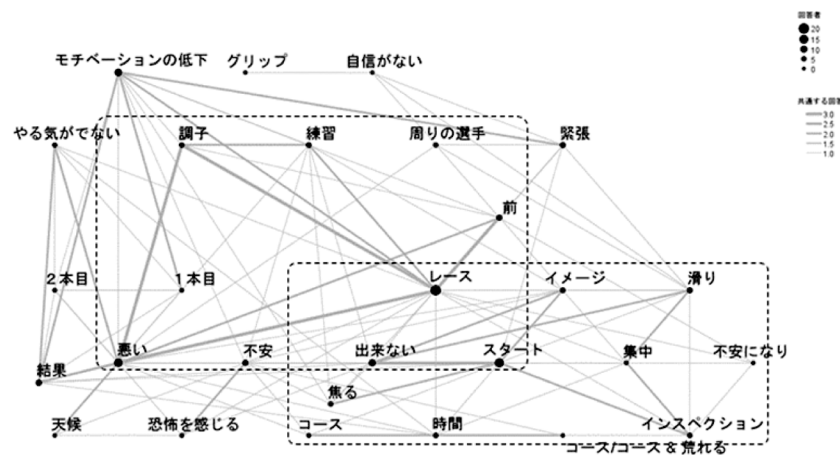 回答者
20
15
10
5
0
モチベーションの低下 グリップ 自信がない
共通する回答
3.0
2.5
2.0
1.5
1.0
やる気がでない 調子 練習 周りの選手 緊張
前
2本目 1本目 レース イメージ 滑り
悪い 不安 出来ない スタート 集中 不安になり
結果
焦る
天候 恐怖を感じる コース 時間 インスペクション
コース/コース & 荒れる